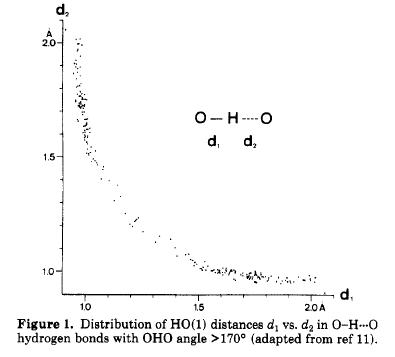 d₂
Å
2.0
O — H ---- O
d₁ d₂
1.5
1.0
d₁
1.0 1.5 2.0 Å
Figure 1. Distribution of HO(1) distances d₁ vs. d₂ in O–H···O
hydrogen bonds with OHO angle >170° (adapted from ref 11).